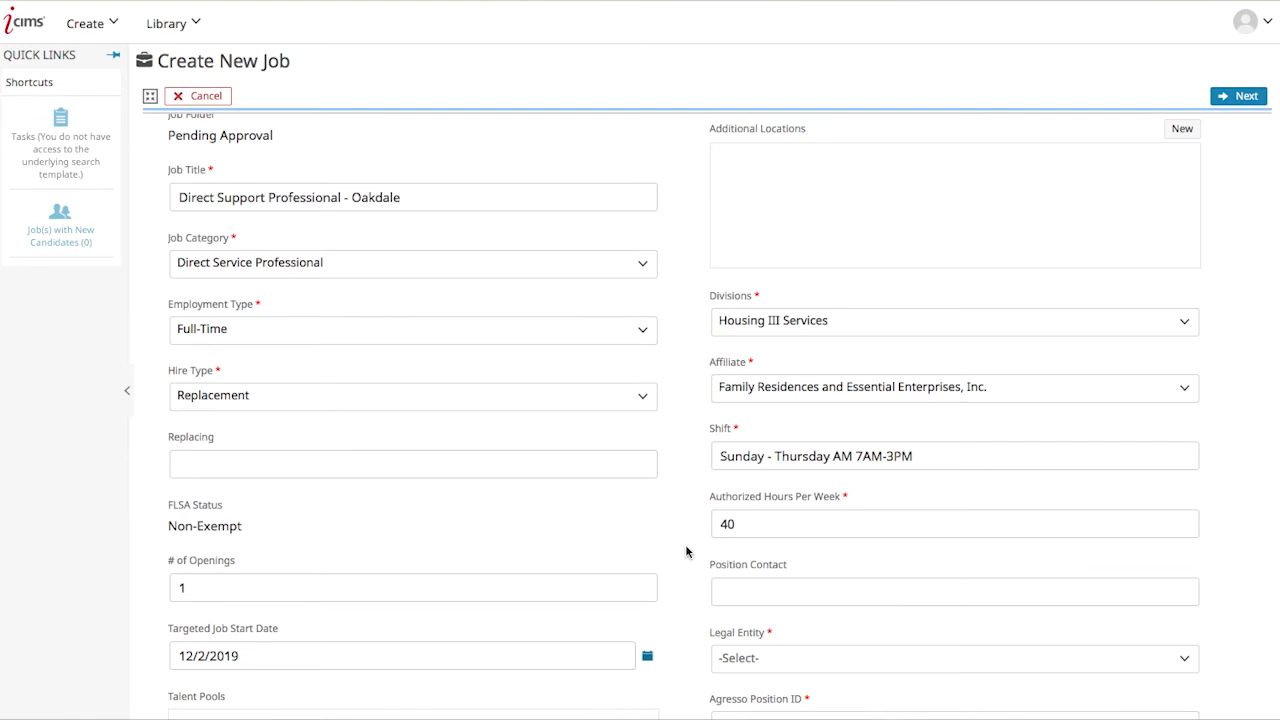 iCIMS
Create
Library
QUICK LINKS
Shortcuts
Tasks (You do not have
access to the
underlying search
template.)
Job(s) with New
Candidates (0)
Create New Job
Cancel
Next
Job Folder
Pending Approval
Job Title *
Direct Support Professional - Oakdale
Job Category *
Direct Service Professional
Employment Type *
Full-Time
Hire Type *
Replacement
Replacing
FLSA Status
Non-Exempt
# of Openings
1
Targeted Job Start Date
12/2/2019
Talent Pools
Additional Locations
New
Divisions *
Housing III Services
Affiliate *
Family Residences and Essential Enterprises, Inc.
Shift *
Sunday - Thursday AM 7AM-3PM
Authorized Hours Per Week *
40
Position Contact
Legal Entity *
-Select-
Agresso Position ID *